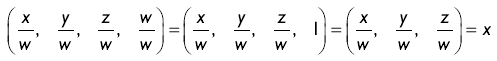 (x/w, y/w, z/w, w/w) = (x/w, y/w, z/w, 1) = (x/w, y/w, z/w) = x